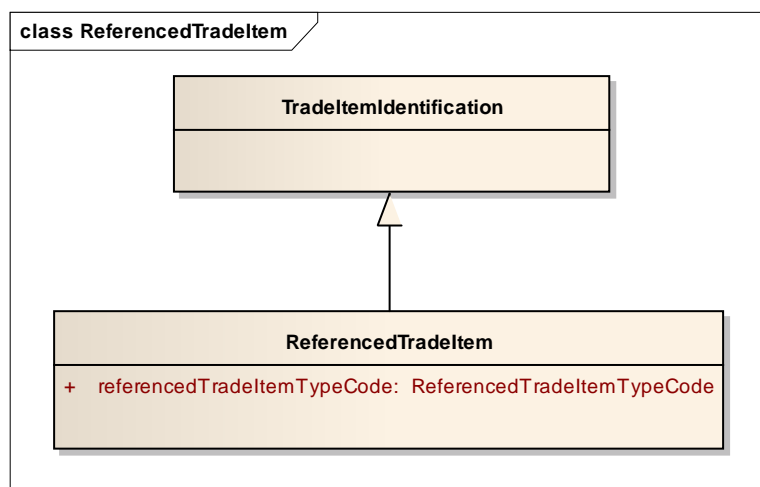 class ReferencedTradeItem
TradeItemIdentification
ReferencedTradeItem
+ referencedTradeItemTypeCode: ReferencedTradeItemTypeCode